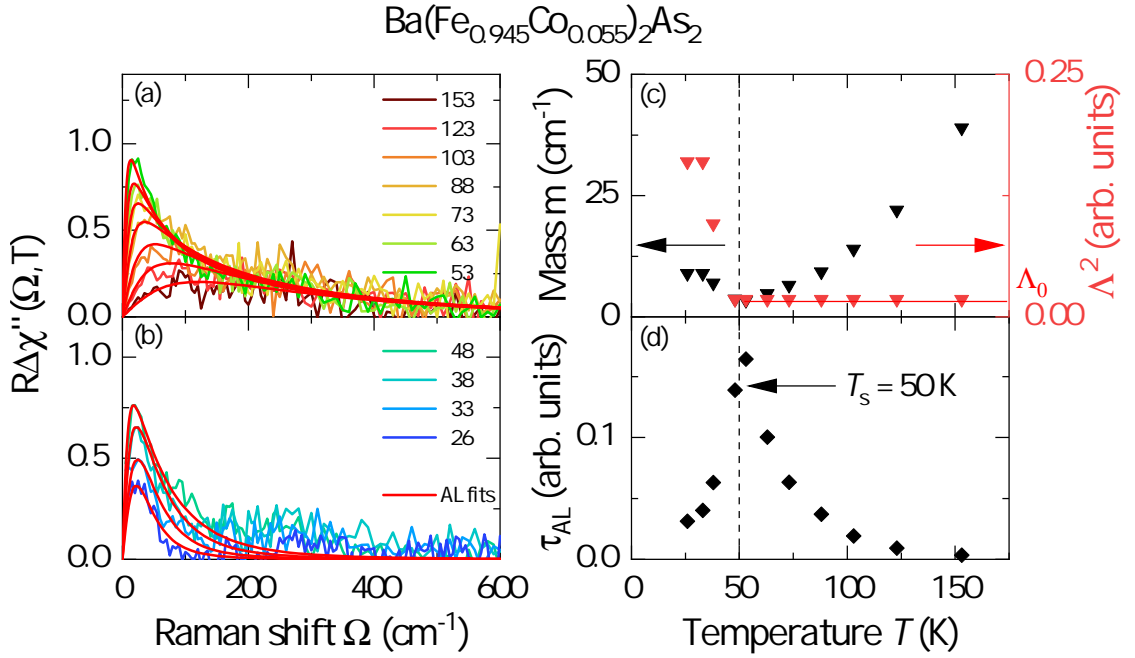 Ba(Fe0.945Co0.055)2As2
(a)
153
123
103
88
73
63
53
1.0
0.5
0.0
RΔχ''(Ω,T)
(b)
48
38
33
26
AL fits
1.0
0.5
0.0
0
200
400
600
Raman shift Ω (cm-1)
(c)
50
25
0
Mass m (cm-1)
0.25
0.00
Λ0
Λ2 (arb. units)
(d)
Ts = 50 K
0.1
0.0
τAL (arb. units)
0
50
100
150
Temperature T (K)